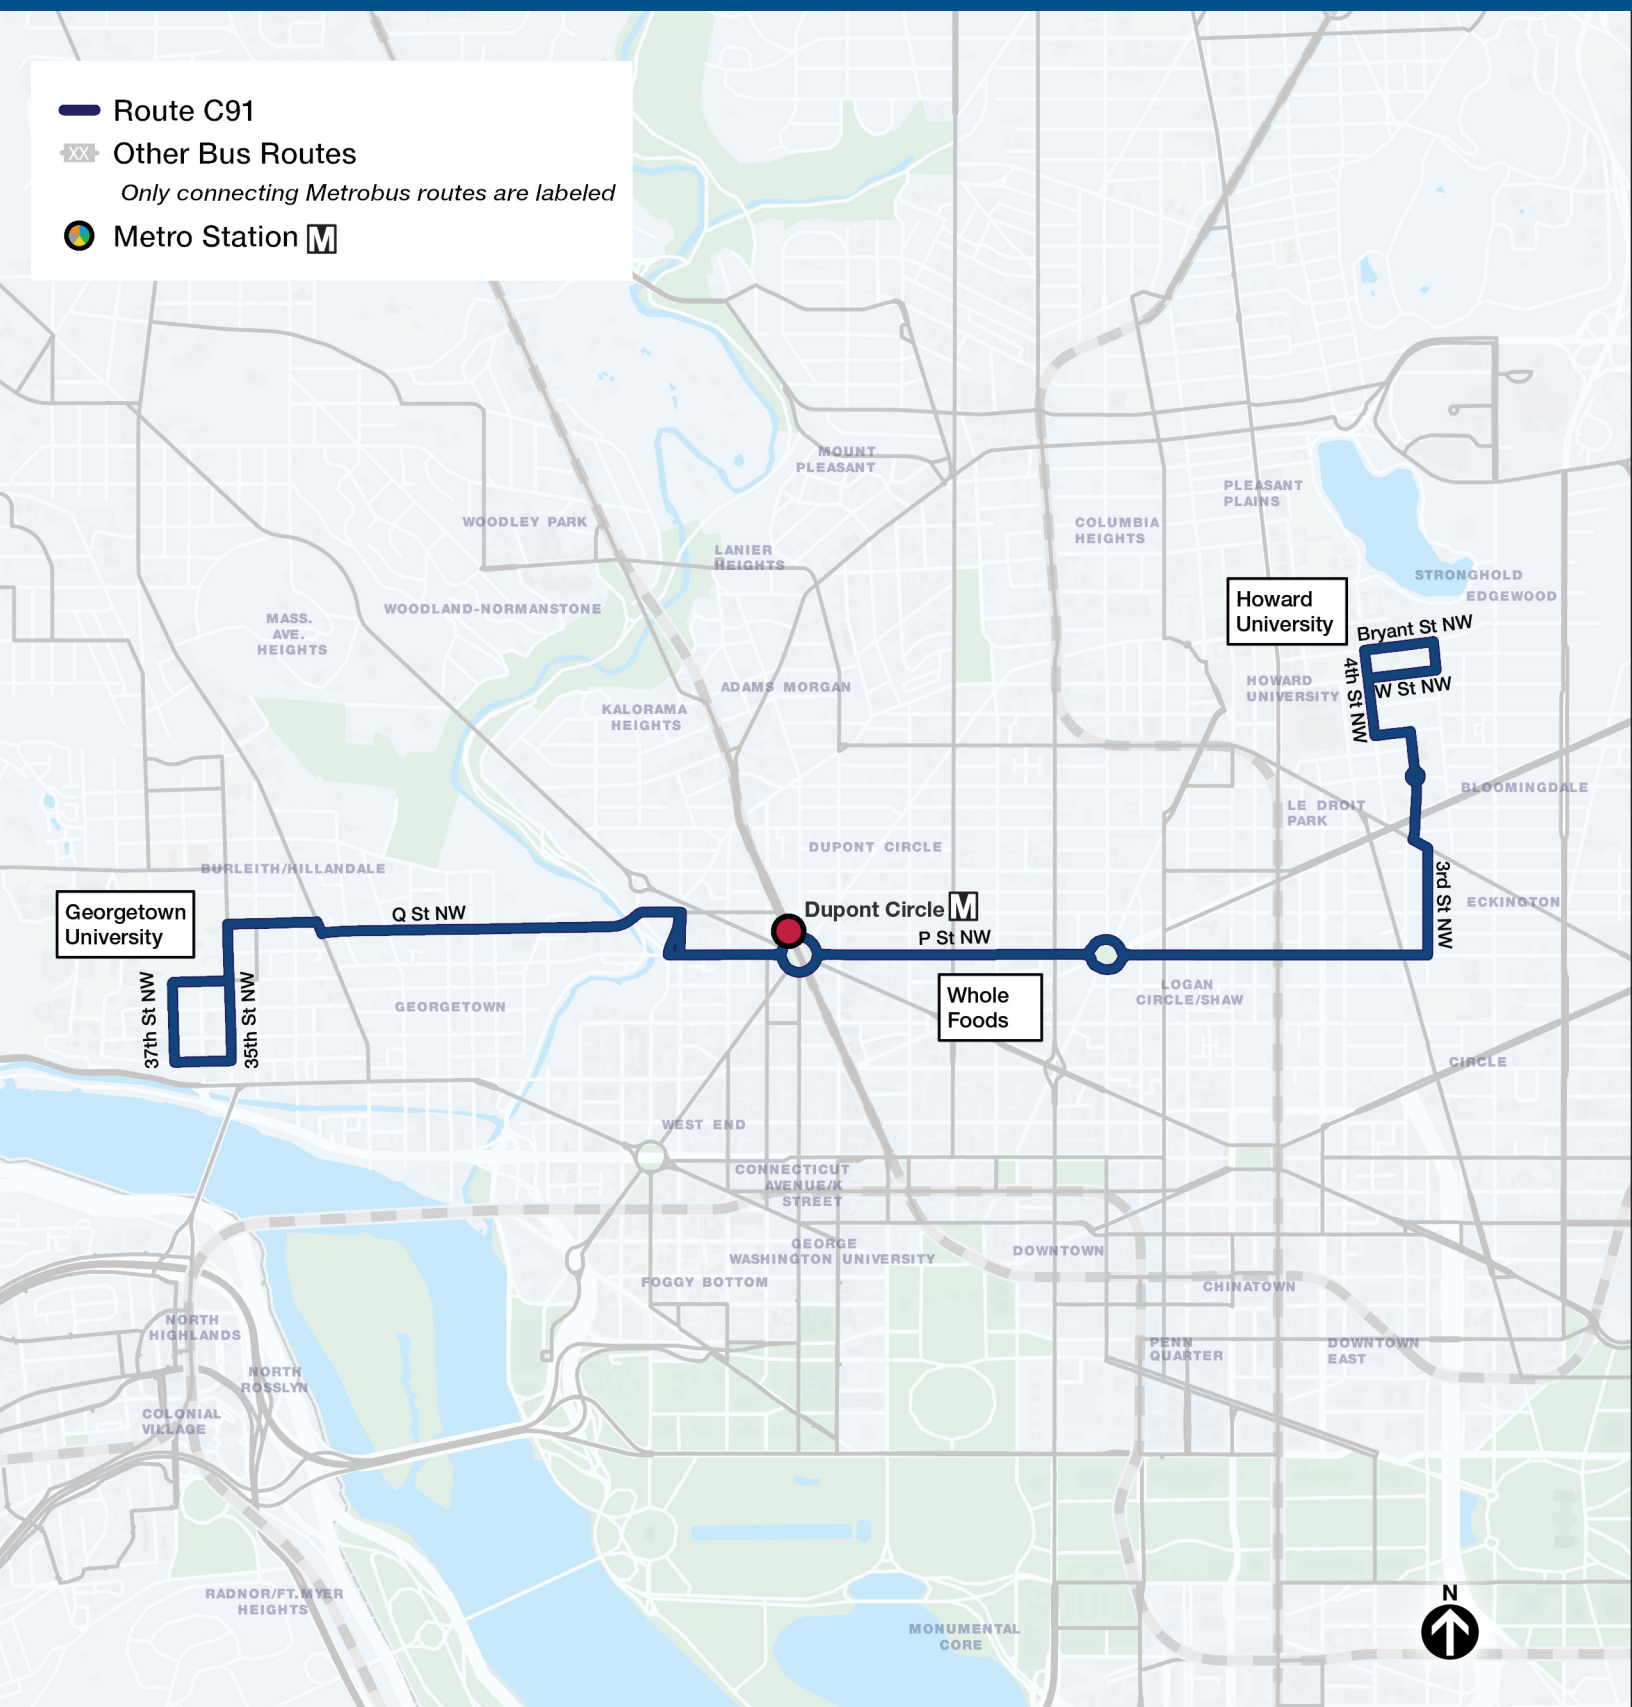 Route C91
XX
Other Bus Routes
Only connecting Metrobus routes are labeled
Metro Station M
MOUNT
PLEASANT
PLEASANT
PLAINS
WOODLEY PARK
COLUMBIA
HEIGHTS
LANIER
HEIGHTS
STRONGHOLD
EDGEWOOD
Howard
University
WOODLAND-NORMANSTONE
MASS.
AVE.
HEIGHTS
Bryant St NW
4th St NW
W St NW
HOWARD
UNIVERSITY
ADAMS MORGAN
KALORAMA
HEIGHTS
BLOOMINGDALE
LE DROIT
PARK
DUPONT CIRCLE
BURLEITH/HILLANDALE
3rd St NW
ECKINGTON
Georgetown
University
Q St NW
Dupont Circle M
P St NW
37th St NW
35th St NW
GEORGETOWN
Whole
Foods
LOGAN
CIRCLE/SHAW
CIRCLE
WEST END
CONNECTICUT
AVENUE/K
STREET
GEORGE
WASHINGTON UNIVERSITY
DOWNTOWN
FOGGY BOTTOM
CHINATOWN
NORTH
HIGHLANDS
PENN
QUARTER
DOWNTOWN
EAST
NORTH
ROSSLYN
COLONIAL
VILLAGE
RADNOR/FT.MYER
HEIGHTS
MONUMENTAL
CORE
N